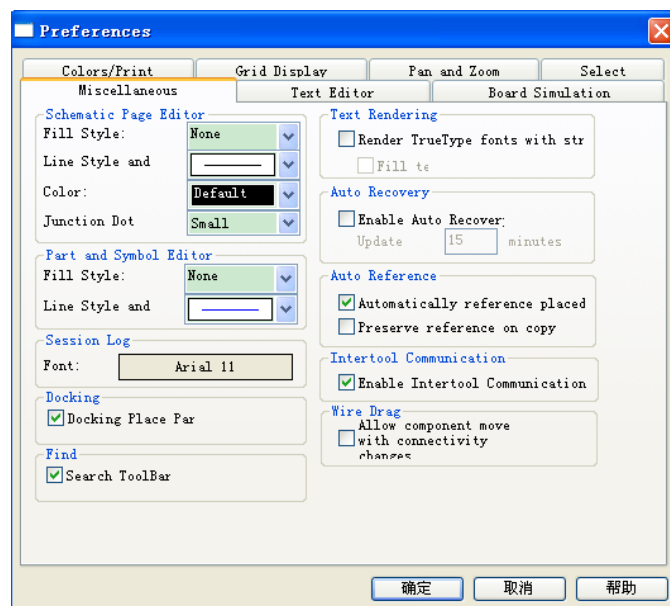 Preferences
Colors/Print
Grid Display
Pan and Zoom
Select
Miscellaneous
Text Editor
Board Simulation
Schematic Page Editor
Fill Style: None
Line Style and
Color: Default
Junction Dot Small
Part and Symbol Editor
Fill Style: None
Line Style and
Session Log
Font: Arial 11
Docking
Docking Place Par
Find
Search ToolBar
Text Rendering
Render TrueType fonts with str
Fill te
Auto Recovery
Enable Auto Recover
Update 15 minutes
Auto Reference
Automatically reference placed
Preserve reference on copy
Intertool Communication
Enable Intertool Communication
Wire Drag
Allow component move
with connectivity
changes
确定
取消
帮助